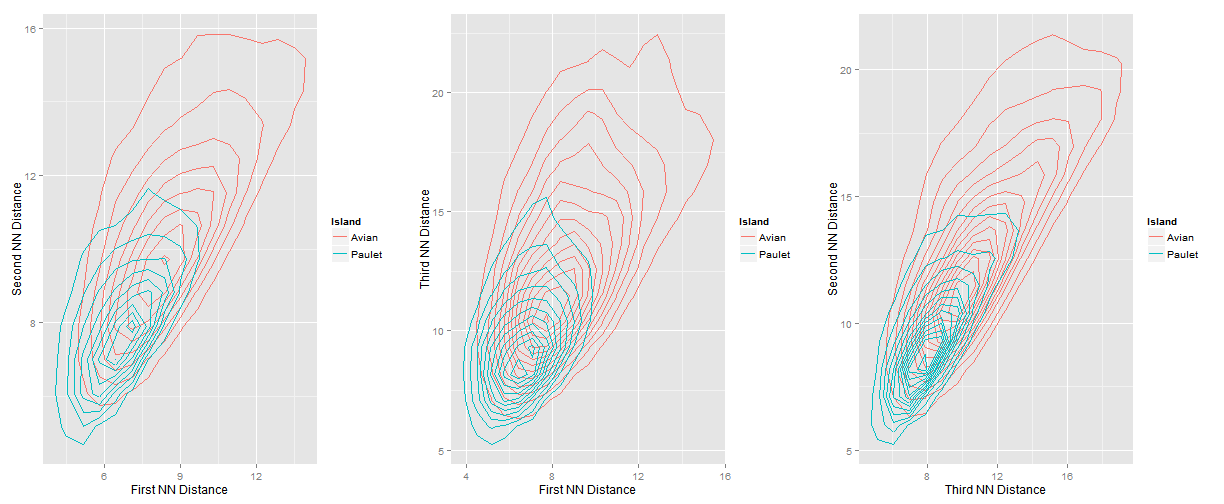 16
12
8
Second NN Distance
6
9
12
First NN Distance
Island
Avian
Paulet
20
15
10
5
Third NN Distance
4
8
12
16
First NN Distance
Island
Avian
Paulet
20
15
10
5
Second NN Distance
8
12
16
Third NN Distance
Island
Avian
Paulet